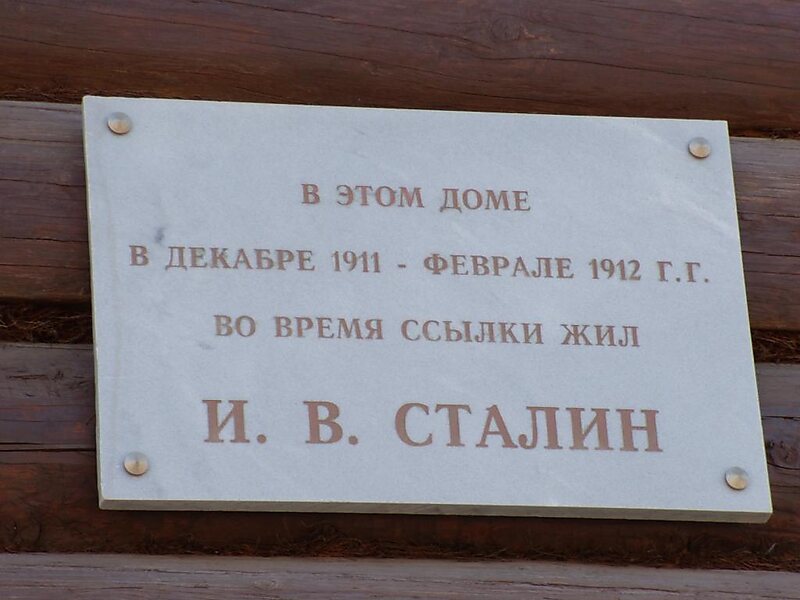 В ЭТОМ ДОМЕ
В ДЕКАБРЕ 1911 - ФЕВРАЛЕ 1912 Г.Г.
ВО ВРЕМЯ ССЫЛКИ ЖИЛ
И. В. СТАЛИН